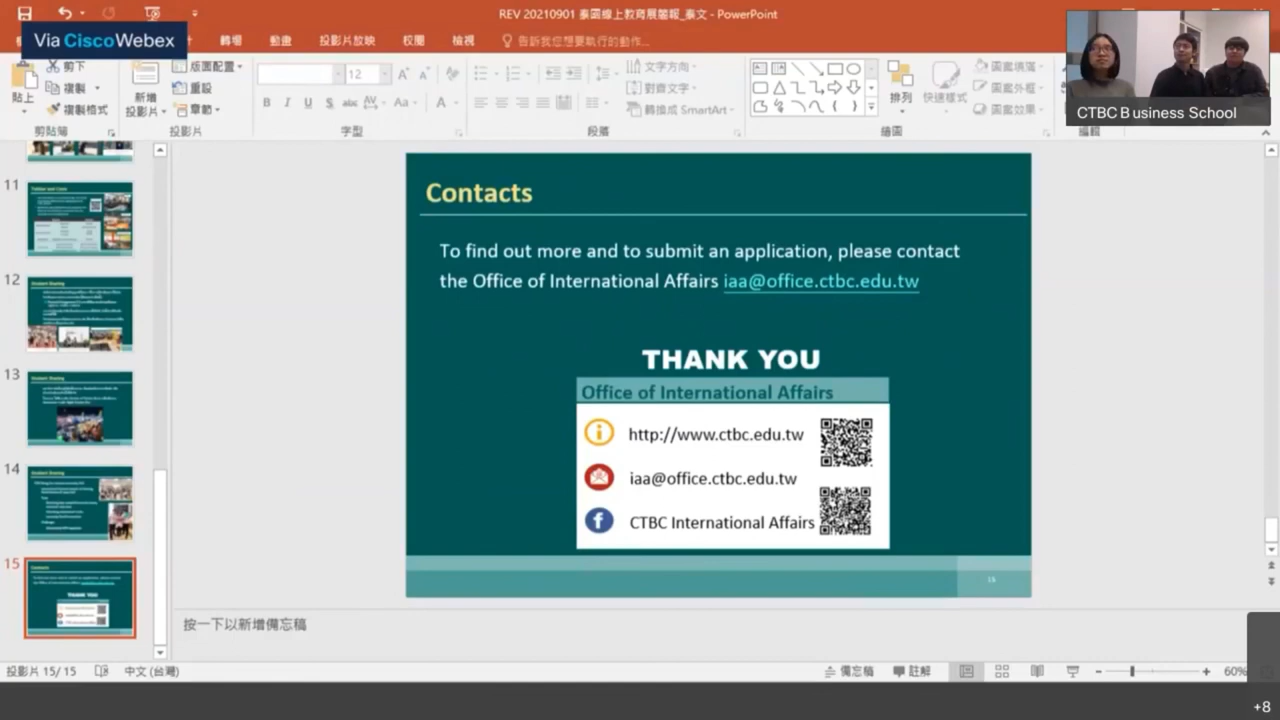 REV 20210901 泰國線上教育展簡報_泰文 - PowerPoint
Via CiscoWebex
轉場 動畫 投影片放映 校閱 檢視 告訴我您想要執行的動作...
貼上
剪下
複製
複製格式
剪貼簿
新增
投影片
版面配置
重設
章節
投影片
12
字型
文字方向
對齊文字
轉換成 SmartArt
段落
排列
快速樣式
圖案填滿
圖案外框
圖案效果
繪圖
編輯
CTBC Business School
11
12
13
14
15
Contacts
To find out more and to submit an application, please contact
the Office of International Affairs iaa@office.ctbc.edu.tw
THANK YOU
Office of International Affairs
http://www.ctbc.edu.tw
iaa@office.ctbc.edu.tw
CTBC International Affairs
15
按一下以新增備忘稿
投影片 15/ 15 中文 (台灣) 備忘稿 註解 60%
+8